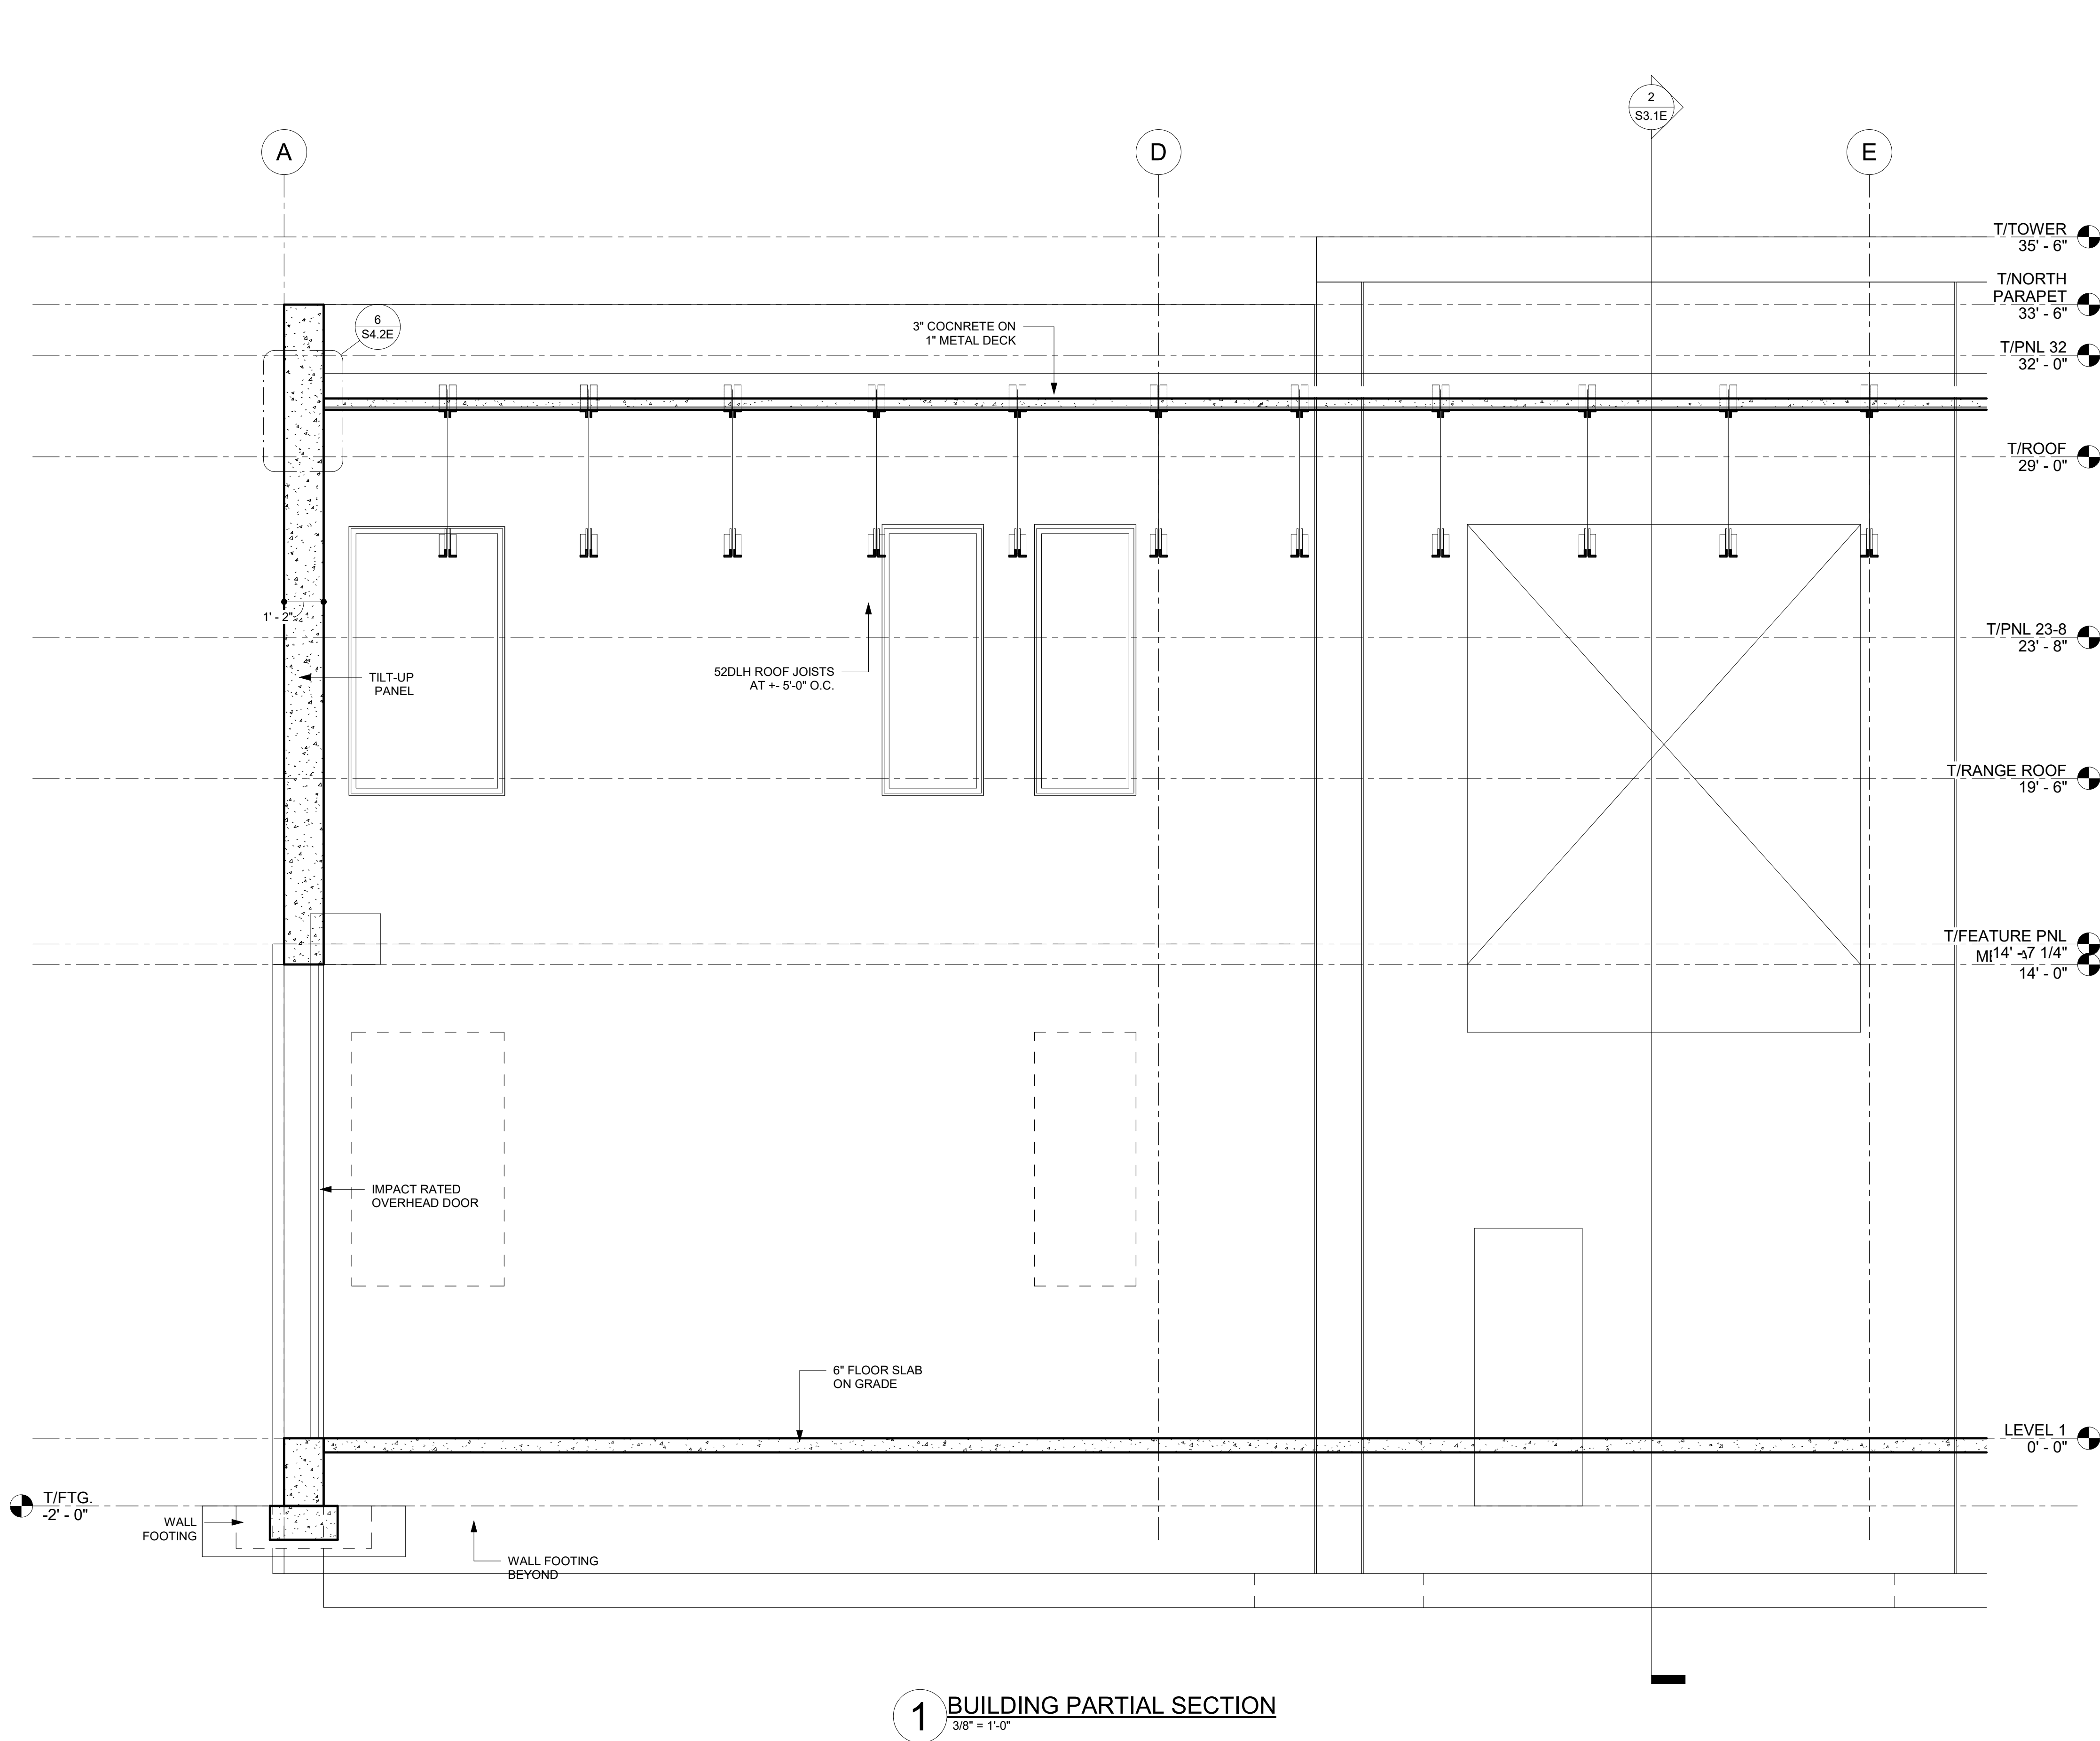 2
S3.1E
A
D
E
T/TOWER
35' - 6"
T/NORTH
PARAPET
33' - 6"
6
S4.2E
3" COCNRETE ON
1" METAL DECK
T/PNL 32
32' - 0"
T/ROOF
29' - 0"
1' - 2"
T/PNL 23-8
23' - 8"
TILT-UP
PANEL
52DLH ROOF JOISTS
AT +- 5'-0" O.C.
T/RANGE ROOF
19' - 6"
T/FEATURE PNL
14' - 7 1/4"
14' - 0"
IMPACT RATED
OVERHEAD DOOR
6" FLOOR SLAB
ON GRADE
LEVEL 1
0' - 0"
T/FTG.
-2' - 0"
WALL
FOOTING
WALL FOOTING
BEYOND
1
BUILDING PARTIAL SECTION
3/8" = 1'-0"